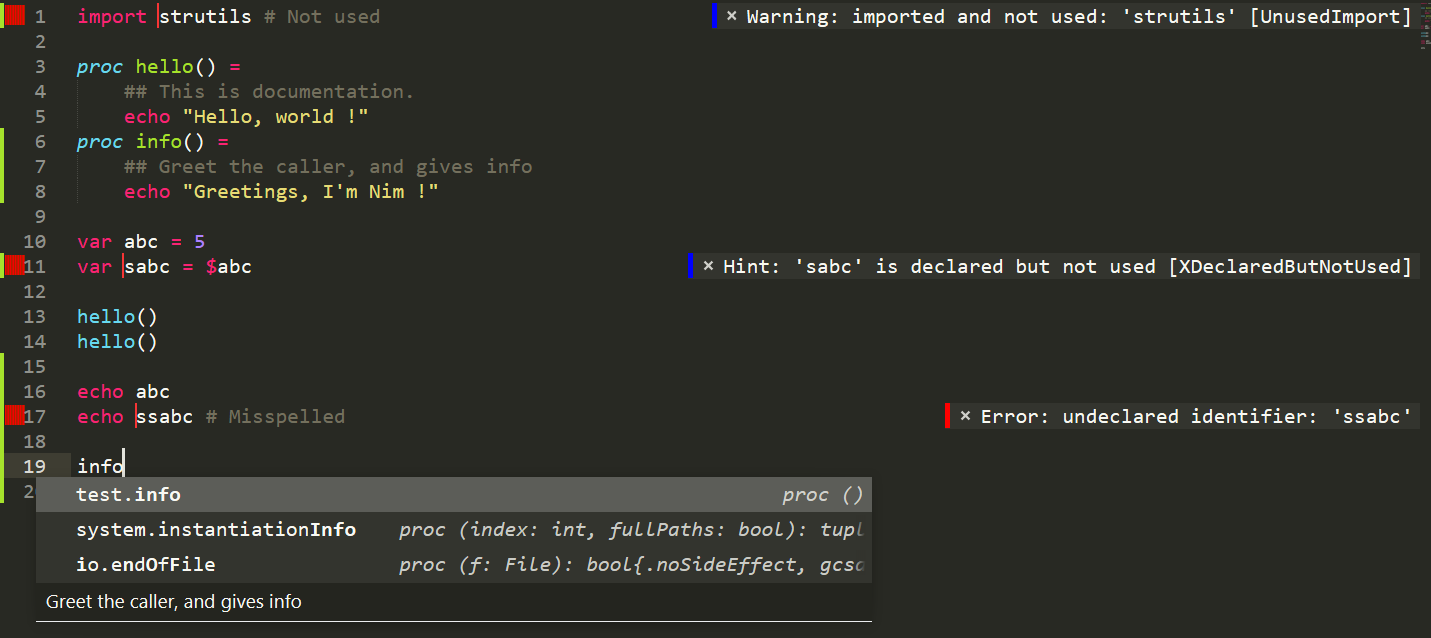 1 import strutils # Not used × Warning: imported and not used: 'strutils' [UnusedImport]
2
3 proc hello() =
4 ## This is documentation.
5 echo "Hello, world !"
6 proc info() =
7 ## Greet the caller, and gives info
8 echo "Greetings, I'm Nim !"
9
10 var abc = 5
11 var sabc = $abc × Hint: 'sabc' is declared but not used [XDeclaredButNotUsed]
12
13 hello()
14 hello()
15
16 echo abc
17 echo ssabc # Misspelled × Error: undeclared identifier: 'ssabc'
18
19 info
2
test.info proc ()
system.instantiationInfo proc (index: int, fullPaths: bool): tupl
io.endOfFile proc (f: File): bool{.noSideEffect, gcsa
Greet the caller, and gives info